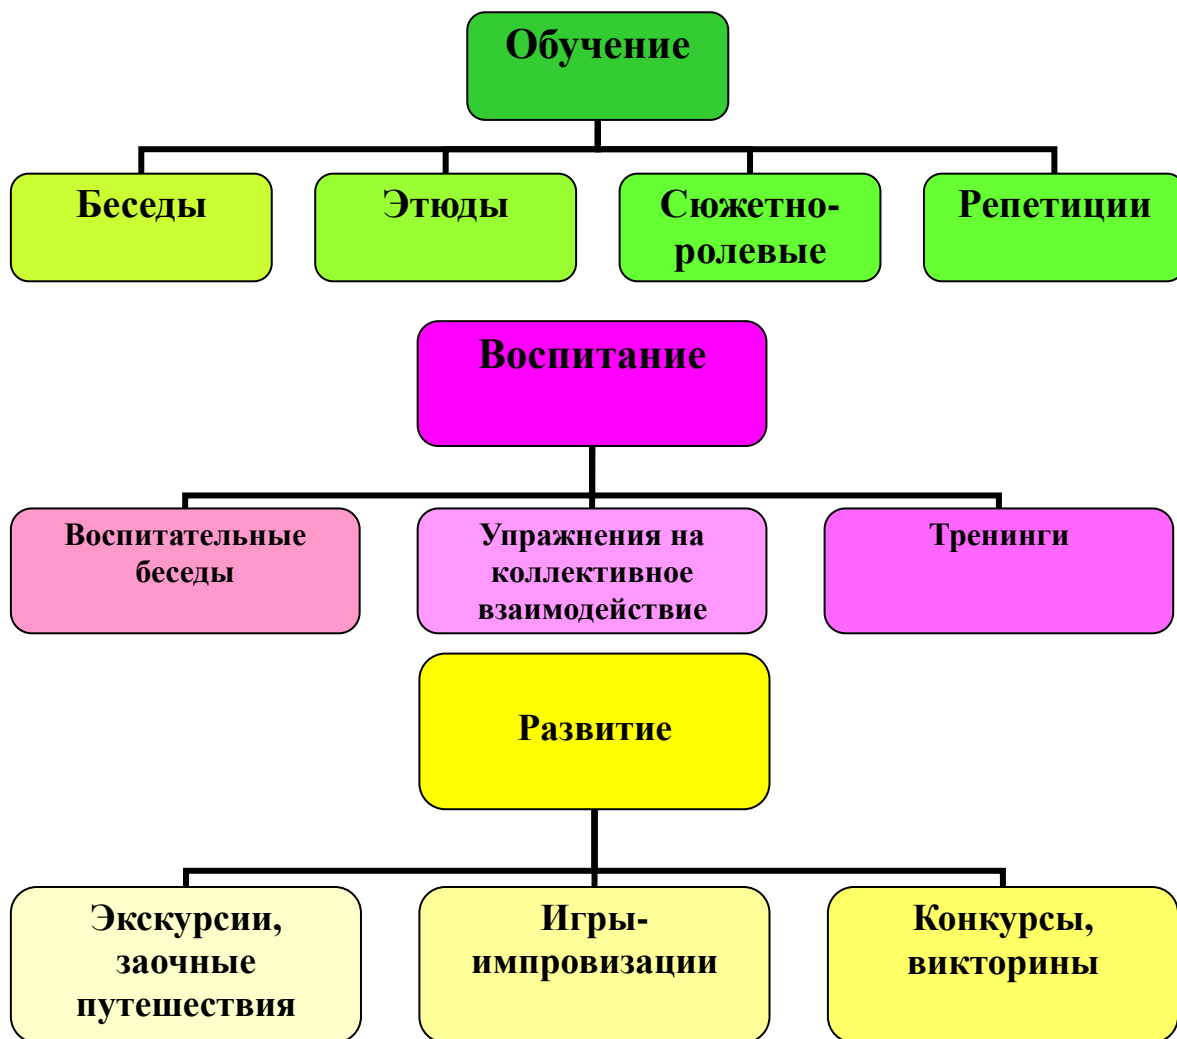 Обучение
Беседы
Этюды
Сюжетно-
ролевые
Репетиции
Воспитание
Воспитательные
беседы
Упражнения на
коллективное
взаимодействие
Тренинги
Развитие
Экскурсии,
заочные
путешествия
Игры-
импровизации
Конкурсы,
викторины